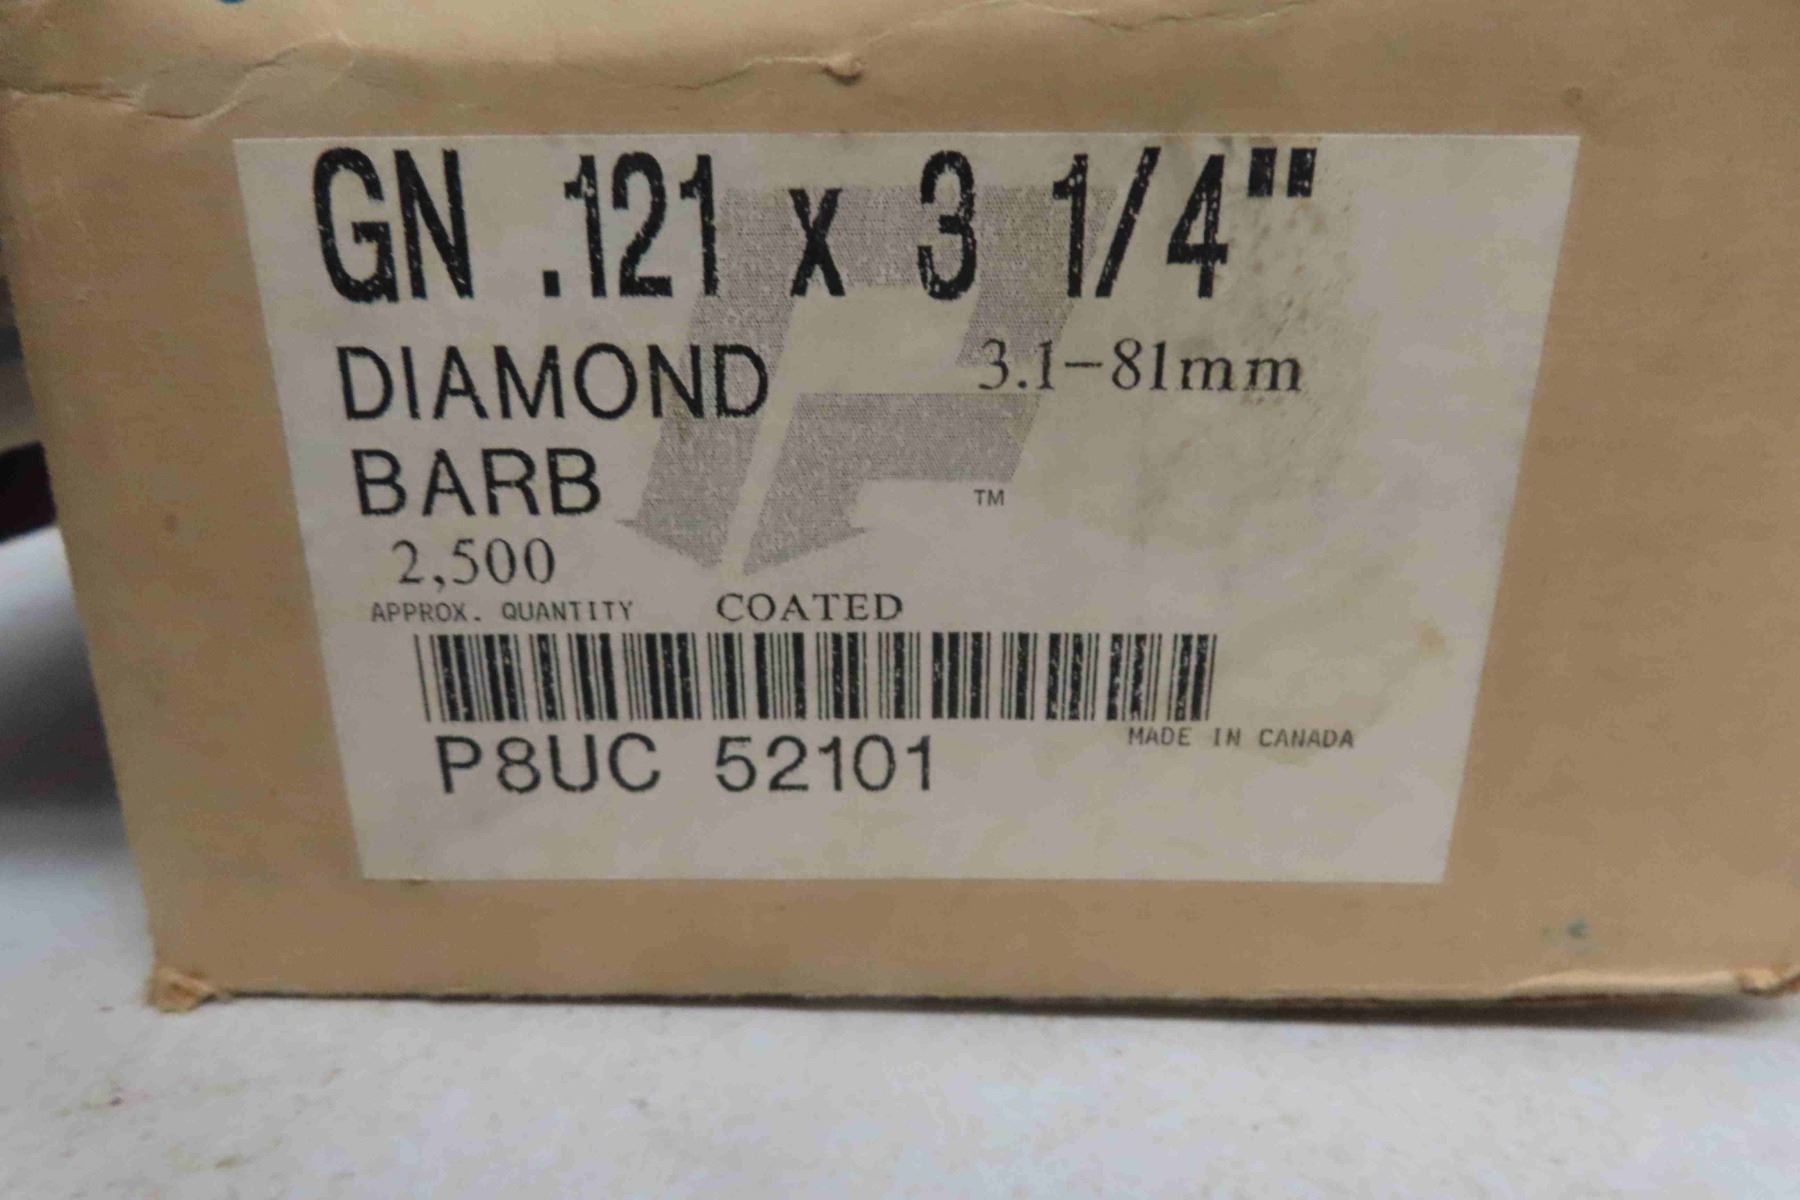 GN .121 x 3 1/4"
DIAMOND 3.1-81mm
BARB
TM
2,500
APPROX. QUANTITY COATED
MADE IN CANADA
P8UC 52101